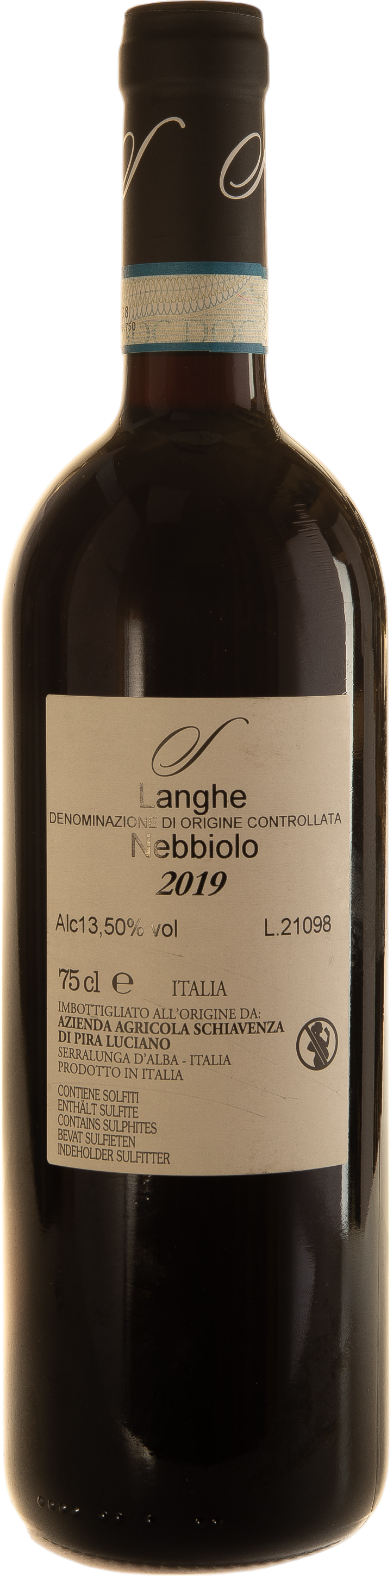 S
Langhe
DENOMINAZIONE DI ORIGINE CONTROLLATA
Nebbiolo
2019
Alc13,50% vol L.21098
75 cl e ITALIA
IMBOTTIGLIATO ALL'ORIGINE DA:
AZIENDA AGRICOLA SCHIAVENZA
DI PIRA LUCIANO
SERRALUNGA D'ALBA - ITALIA
PRODOTTO IN ITALIA
CONTIENE SOLFITI
ENTHÄLT SULFITE
CONTAINS SULPHITES
BEVAT SULFIETEN
INDEHOLDER SULFITTER